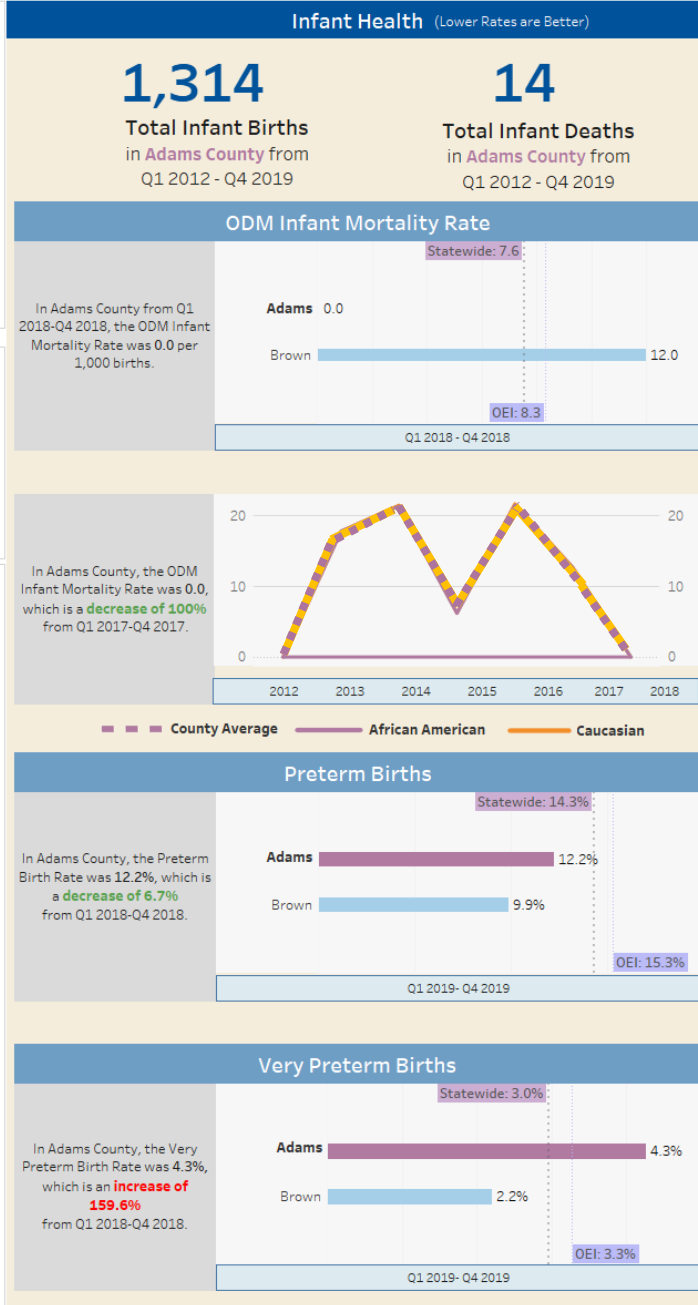 Infant Health (Lower Rates are Better)
1,314
Total Infant Births
in Adams County from
Q1 2012 - Q4 2019
14
Total Infant Deaths
in Adams County from
Q1 2012 - Q4 2019
ODM Infant Mortality Rate
In Adams County from Q1
2018-Q4 2018, the ODM Infant
Mortality Rate was 0.0 per
1,000 births.
Statewide: 7.6
Adams 0.0
Brown 12.0
OEI: 8.3
Q1 2018 - Q4 2018
In Adams County, the ODM
Infant Mortality Rate was 0.0,
which is a decrease of 100%
from Q1 2017-Q4 2017.
20 20
10 10
0 0
2012 2013 2014 2015 2016 2017 2018
County Average African American Caucasian
Preterm Births
In Adams County, the Preterm
Birth Rate was 12.2%, which is
a decrease of 6.7%
from Q1 2018-Q4 2018.
Statewide: 14.3%
Adams 12.2%
Brown 9.9%
OEI: 15.3%
Q1 2019- Q4 2019
Very Preterm Births
In Adams County, the Very
Preterm Birth Rate was 4.3%,
which is an increase of
159.6%
from Q1 2018-Q4 2018.
Statewide: 3.0%
Adams 4.3%
Brown 2.2%
OEI: 3.3%
Q1 2019- Q4 2019